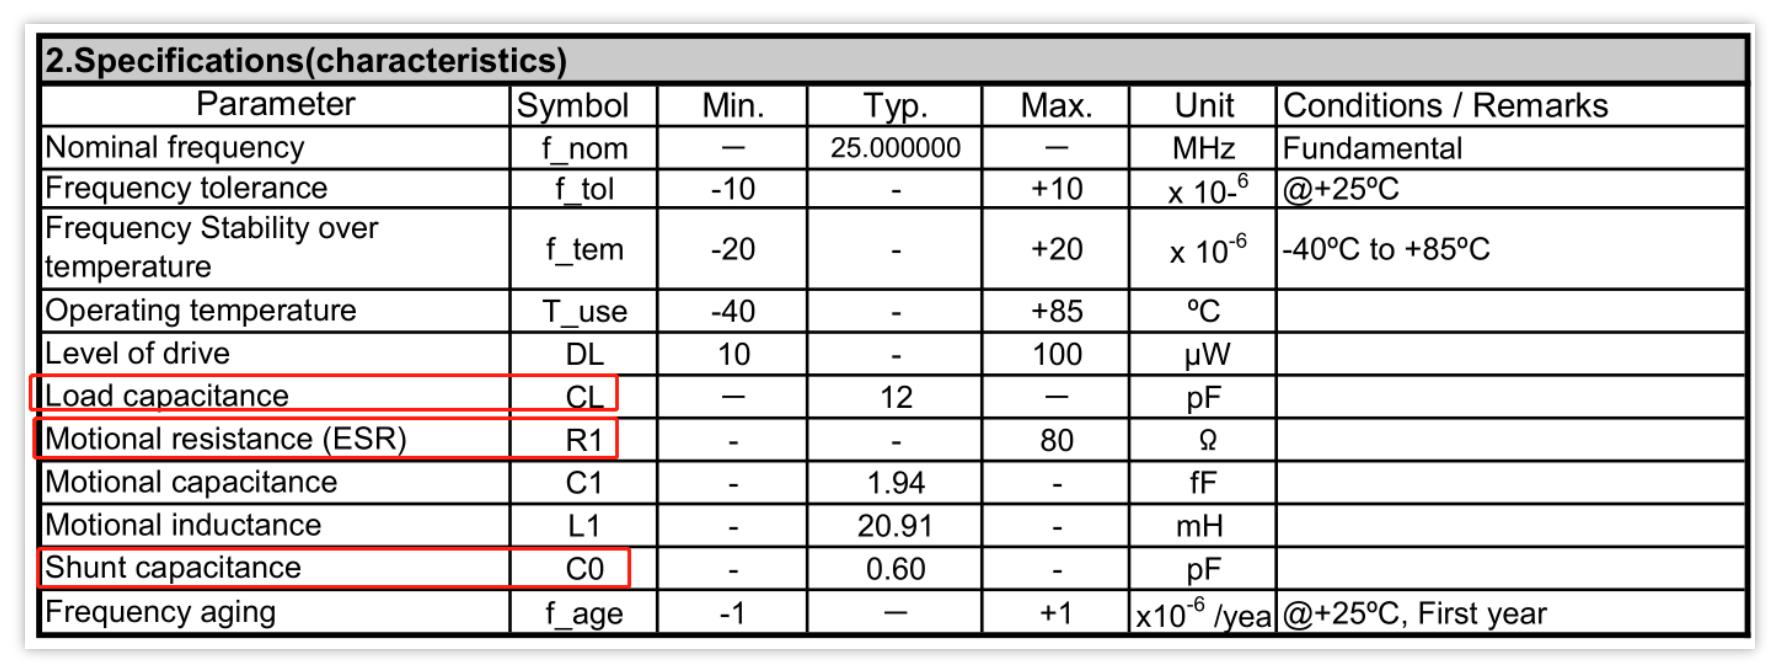 2.Specifications(characteristics)
Parameter Symbol Min. Typ. Max. Unit Conditions / Remarks
Nominal frequency f_nom — 25.000000 — MHz Fundamental
Frequency tolerance f_tol -10 - +10 x 10-⁶ @+25ºC
Frequency Stability over
temperature f_tem -20 - +20 x 10⁻⁶ -40ºC to +85ºC
Operating temperature T_use -40 - +85 ºC
Level of drive DL 10 - 100 µW
Load capacitance CL — 12 — pF
Motional resistance (ESR) R1 - - 80 Ω
Motional capacitance C1 - 1.94 - fF
Motional inductance L1 - 20.91 - mH
Shunt capacitance C0 - 0.60 - pF
Frequency aging f_age -1 — +1 x10⁻⁶ /yea @+25ºC, First year